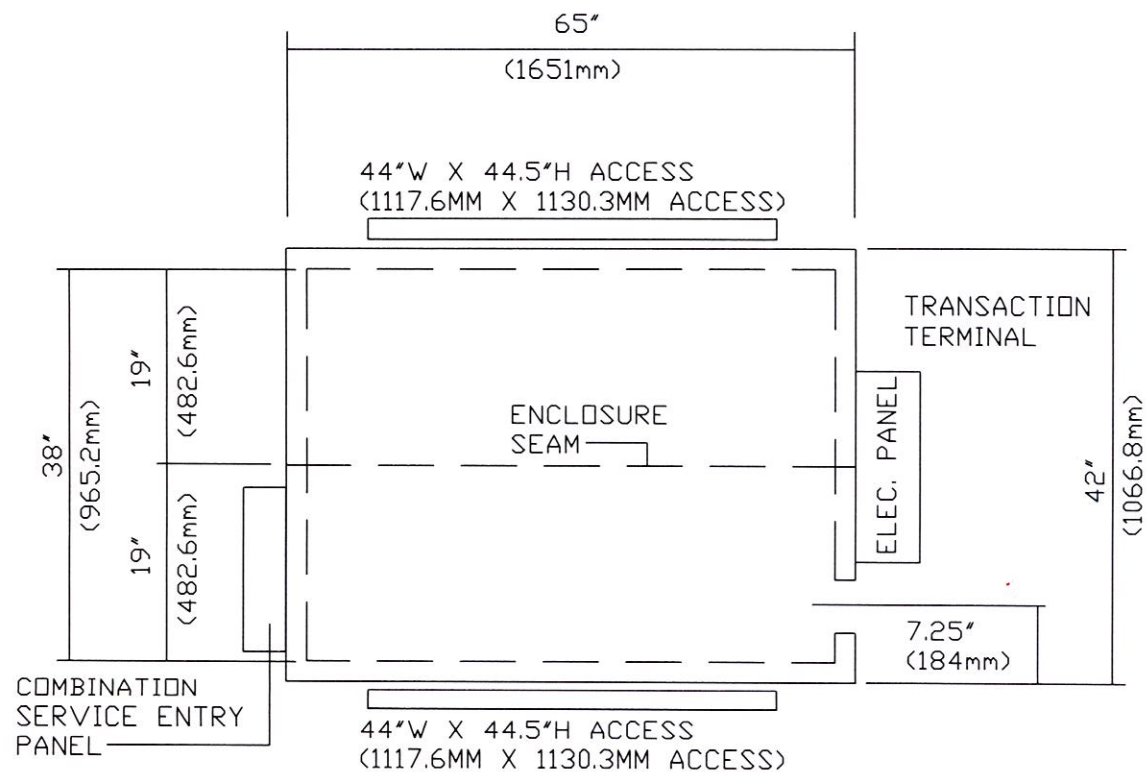 65"
(1651mm)
44"W X 44.5"H ACCESS
(1117.6MM X 1130.3MM ACCESS)
TRANSACTION
TERMINAL
19"
(482.6mm)
38"
(965.2mm)
ENCLOSURE
SEAM
ELEC. PANEL
42"
(1066.8mm)
19"
(482.6mm)
7.25"
(184mm)
COMBINATION
SERVICE ENTRY
PANEL
44"W X 44.5"H ACCESS
(1117.6MM X 1130.3MM ACCESS)